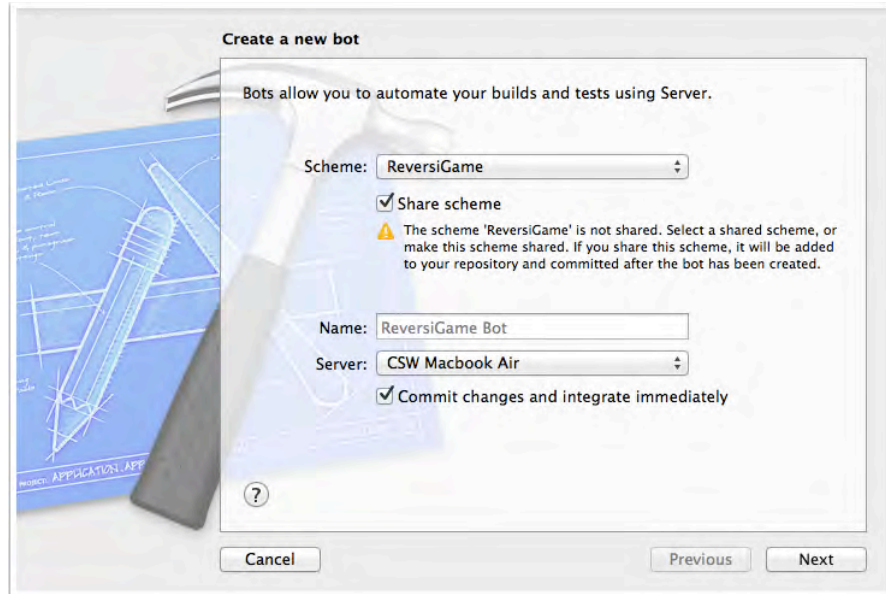 Create a new bot
Bots allow you to automate your builds and tests using Server.
Scheme: ReversiGame
Share scheme
The scheme 'ReversiGame' is not shared. Select a shared scheme, or
make this scheme shared. If you share this scheme, it will be added
to your repository and committed after the bot has been created.
Name: ReversiGame Bot
Server: CSW Macbook Air
Commit changes and integrate immediately
PROJECT: APPLICATION.APP
?
Cancel
Previous
Next